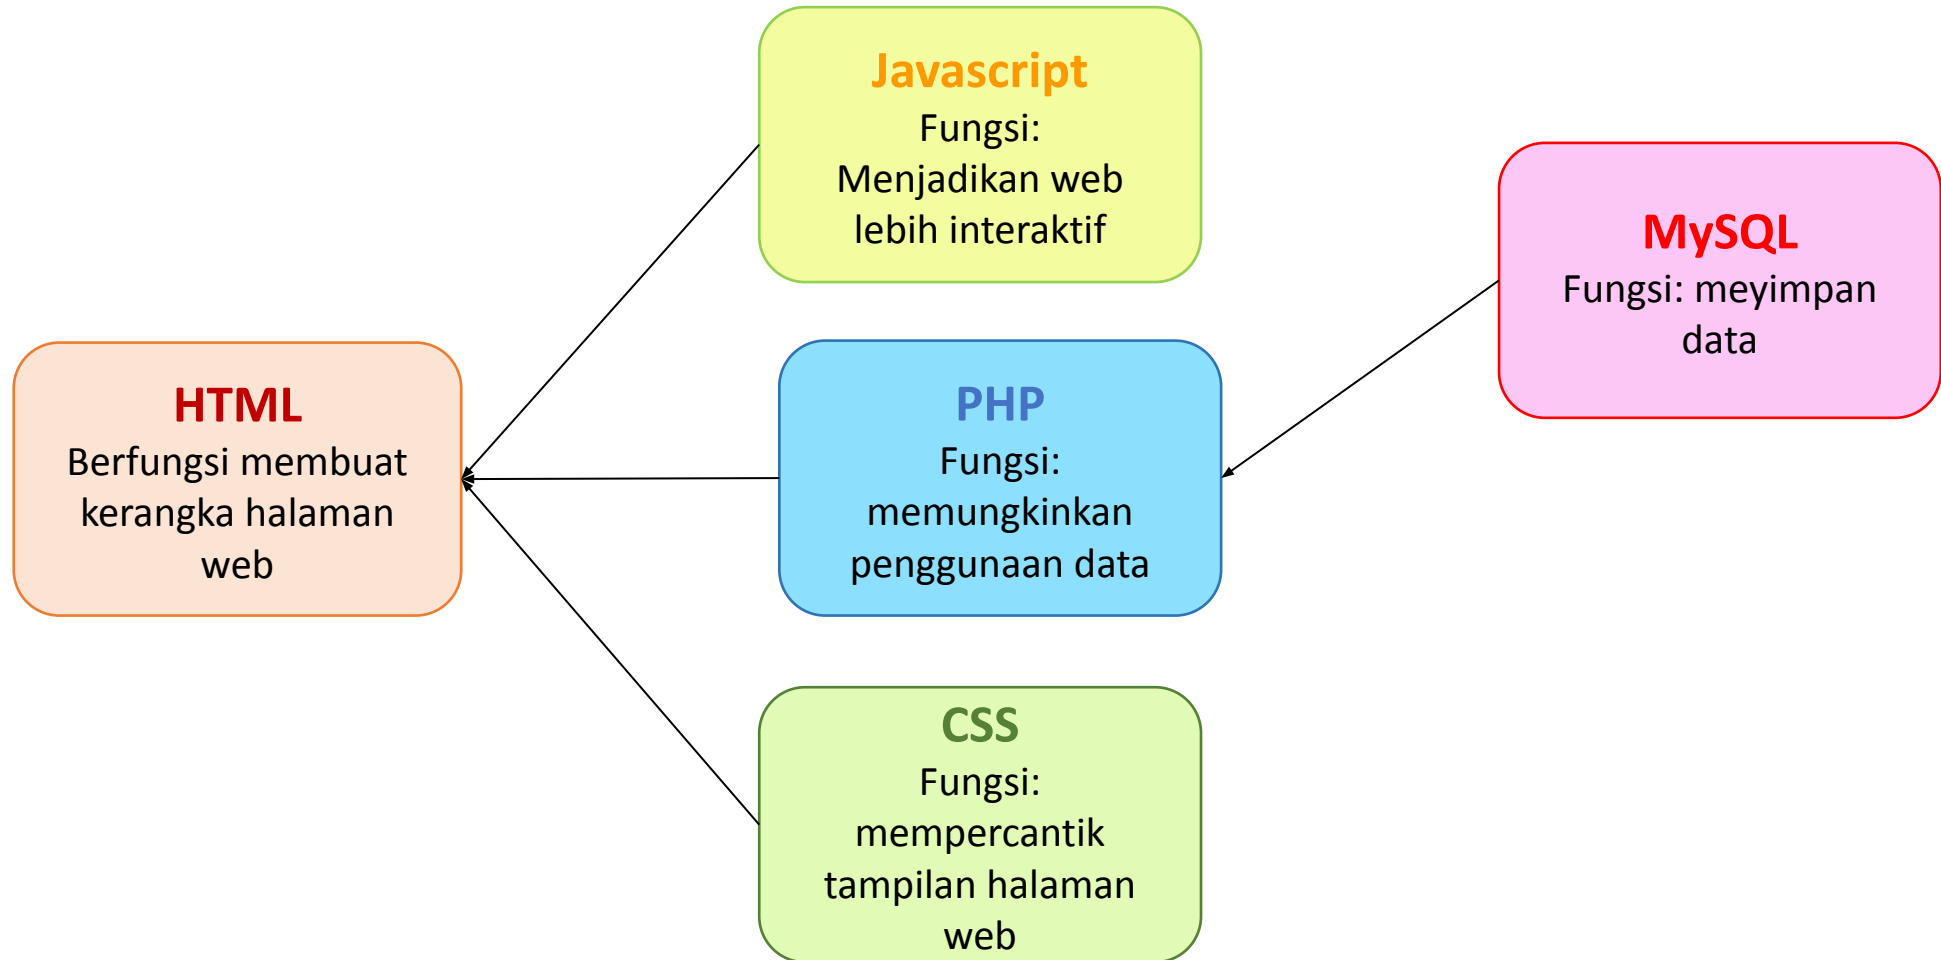 Javascript
Fungsi:
Menjadikan web
lebih interaktif
MySQL
Fungsi: meyimpan
data
HTML
Berfungsi membuat
kerangka halaman
web
PHP
Fungsi:
memungkinkan
penggunaan data
CSS
Fungsi:
mempercantik
tampilan halaman
web